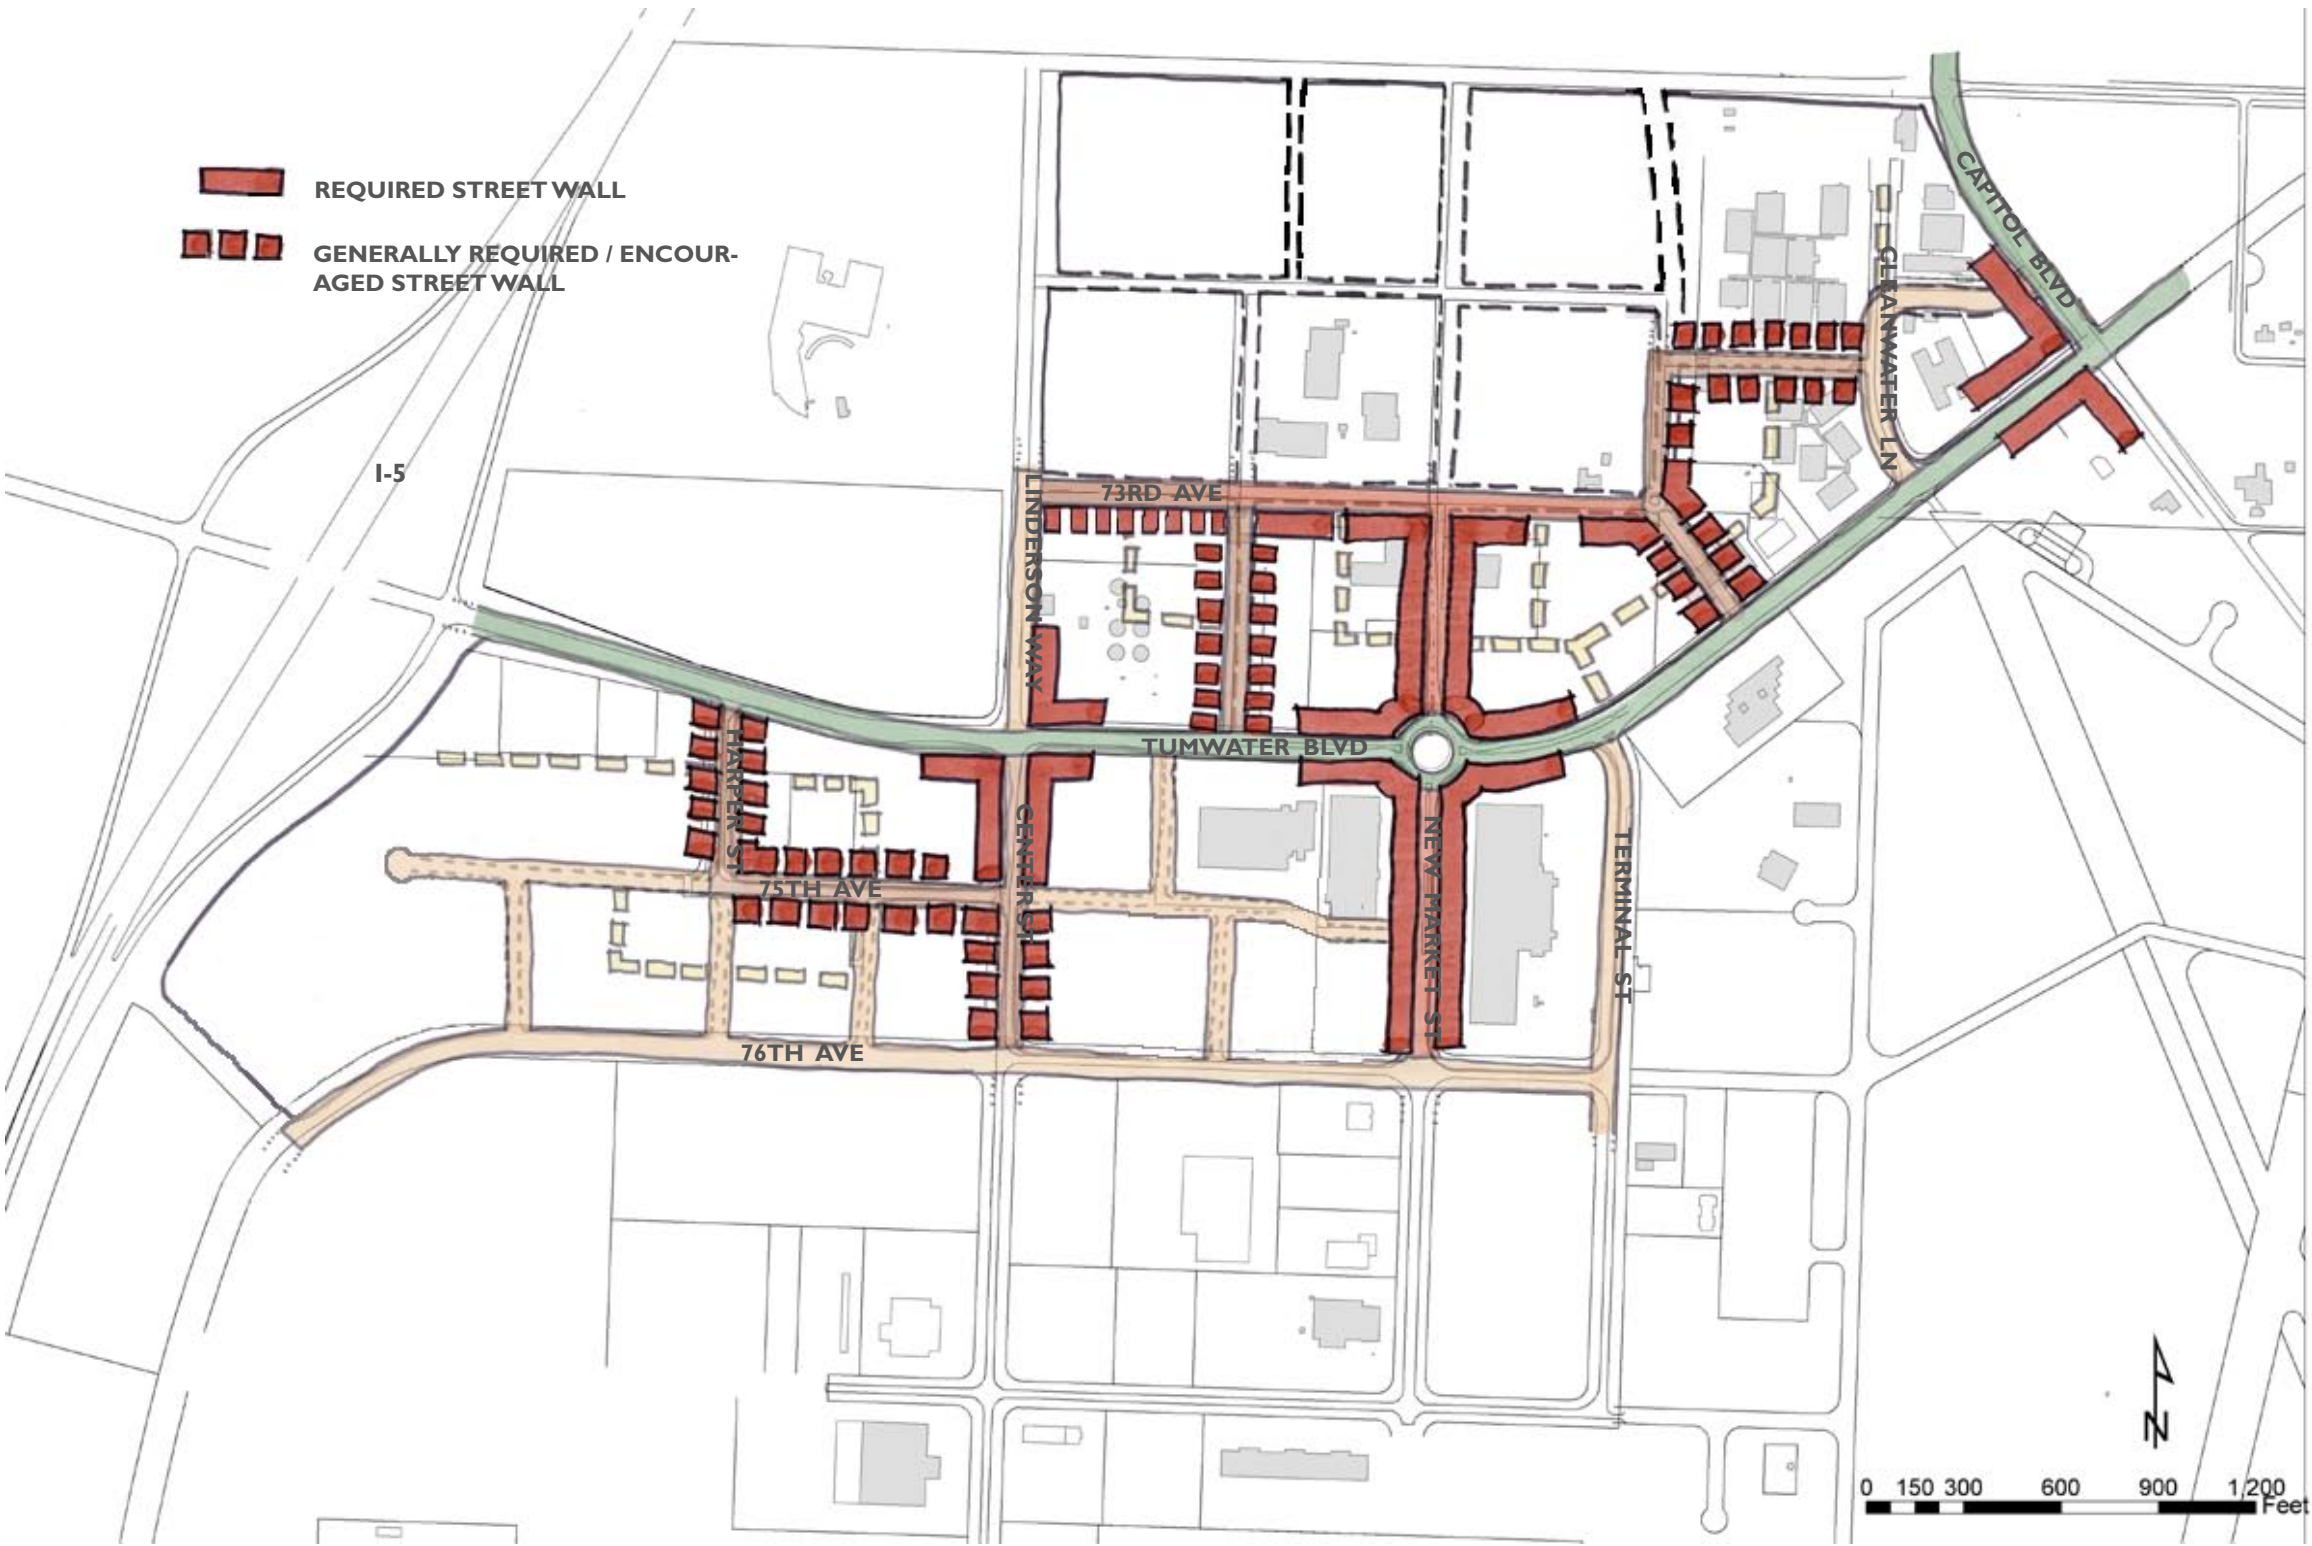 REQUIRED STREET WALL
GENERALLY REQUIRED / ENCOUR-
AGED STREET WALL
I-5
CAPITOL BLVD
CLEANWATER LN
73RD AVE
LINDERSON WAY
TUMWATER BLVD
HARPER ST
CENTER ST
NEW MARKET ST
TERMINAL ST
75TH AVE
76TH AVE
N
0 150 300 600 900 1,200
Feet